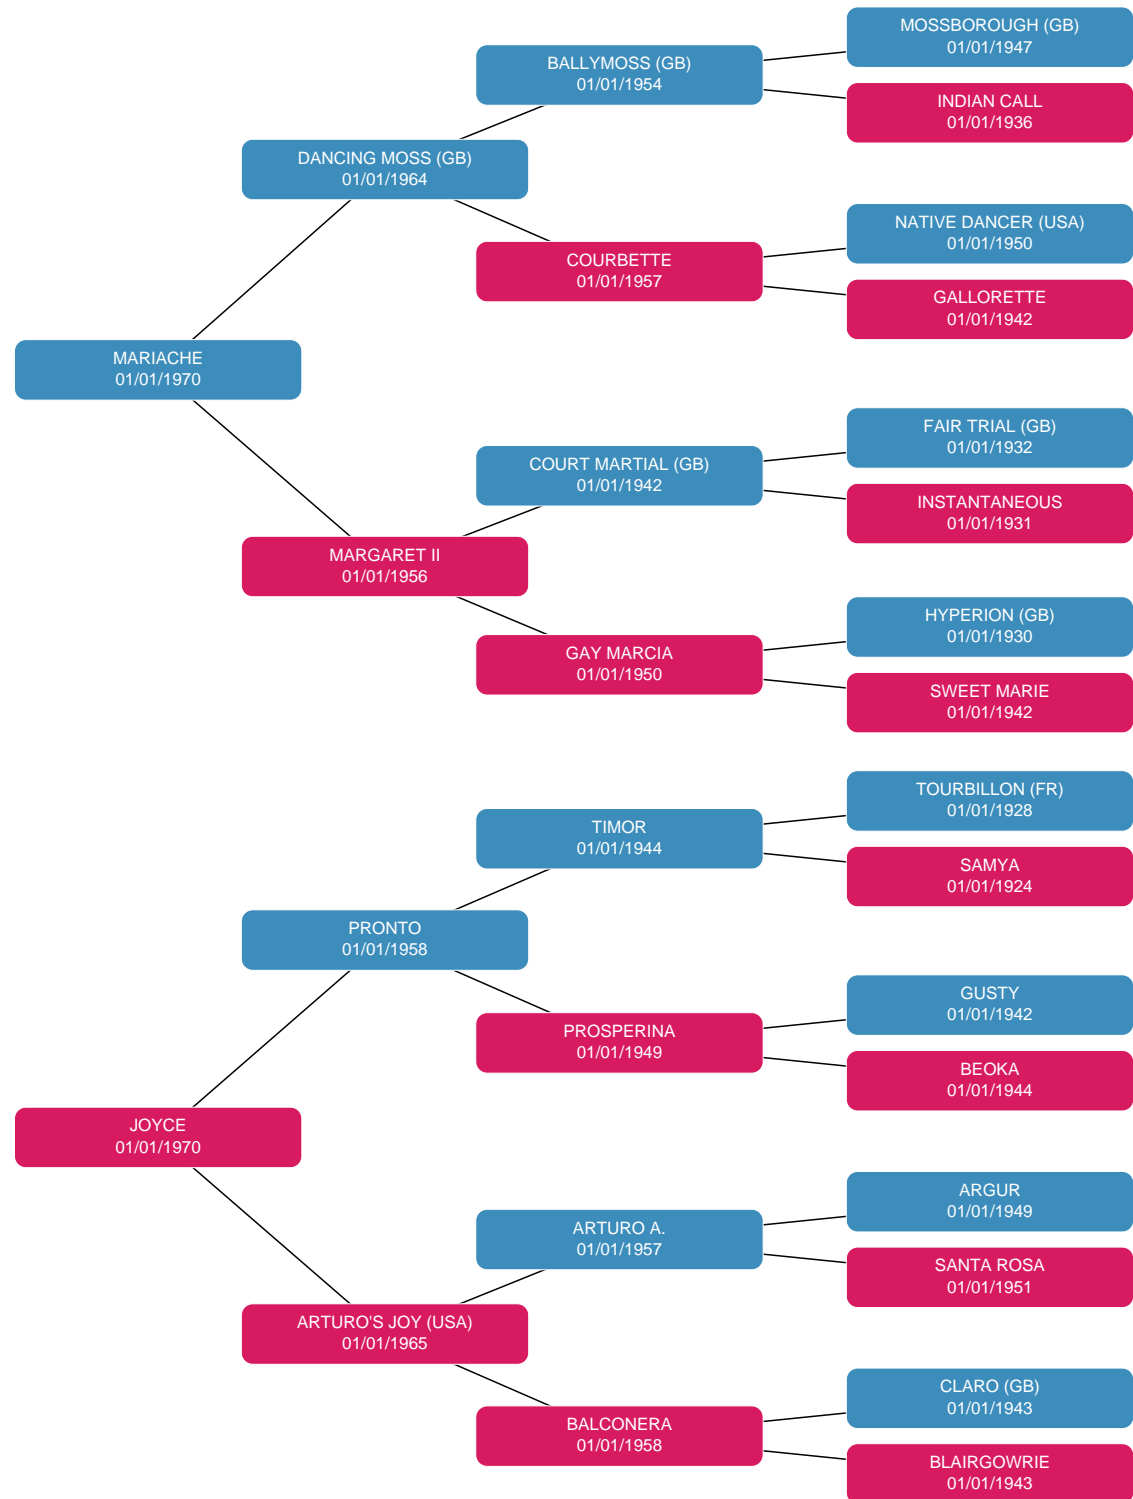 MOSSBOROUGH (GB)
01/01/1947
BALLYMOSS (GB)
01/01/1954
INDIAN CALL
01/01/1936
DANCING MOSS (GB)
01/01/1964
NATIVE DANCER (USA)
01/01/1950
COURBETTE
01/01/1957
GALLORETTE
01/01/1942
MARIACHE
01/01/1970
FAIR TRIAL (GB)
01/01/1932
COURT MARTIAL (GB)
01/01/1942
INSTANTANEOUS
01/01/1931
MARGARET II
01/01/1956
HYPERION (GB)
01/01/1930
GAY MARCIA
01/01/1950
SWEET MARIE
01/01/1942
TOURBILLON (FR)
01/01/1928
TIMOR
01/01/1944
SAMYA
01/01/1924
PRONTO
01/01/1958
GUSTY
01/01/1942
PROSPERINA
01/01/1949
BEOKA
01/01/1944
JOYCE
01/01/1970
ARGUR
01/01/1949
ARTURO A.
01/01/1957
SANTA ROSA
01/01/1951
ARTURO'S JOY (USA)
01/01/1965
CLARO (GB)
01/01/1943
BALCONERA
01/01/1958
BLAIRGOWRIE
01/01/1943